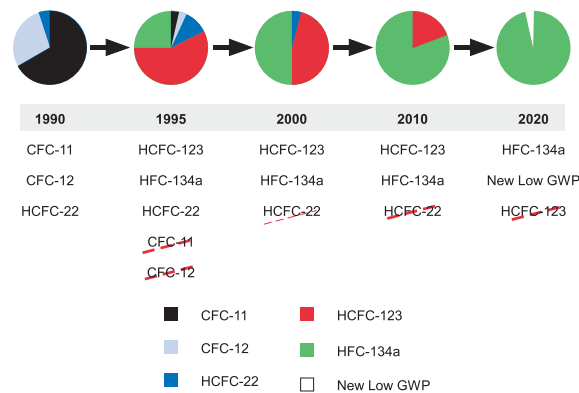 1990 1995 2000 2010 2020
CFC-11 HCFC-123 HCFC-123 HCFC-123 HFC-134a
CFC-12 HFC-134a HFC-134a HFC-134a New Low GWP
HCFC-22 HCFC-22 HCFC-22 HCFC-22 HCFC-123
CFC-11
CFC-12
CFC-11 HCFC-123
CFC-12 HFC-134a
HCFC-22 New Low GWP